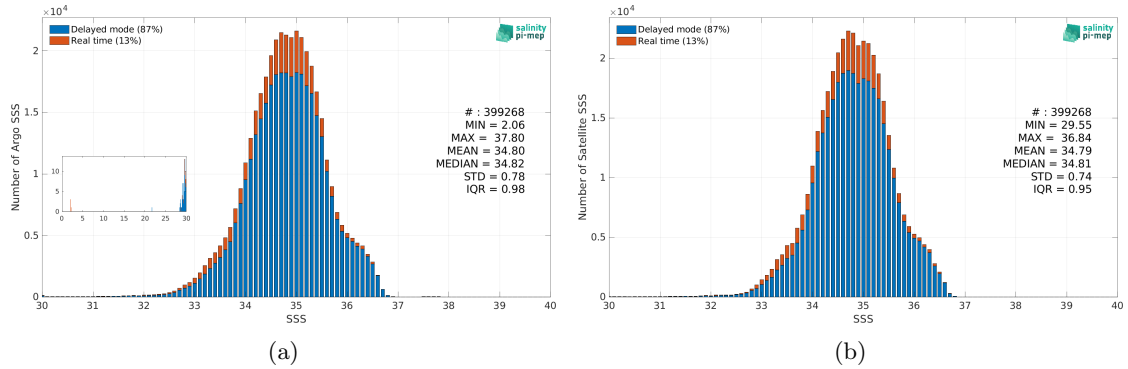 ×10⁴
Delayed mode (87%)
Real time (13%)
salinity
pi-mep
# : 399268
MIN = 2.06
MAX = 37.80
MEAN = 34.80
MEDIAN = 34.82
STD = 0.78
IQR = 0.98
Number of Argo SSS
2
1.5
1
0.5
0
10
5
0
0 5 10 15 20 25 30
30 31 32 33 34 35 36 37 38 39 40
SSS
(a)
×10⁴
Delayed mode (87%)
Real time (13%)
salinity
pi-mep
# : 399268
MIN = 29.55
MAX = 36.84
MEAN = 34.79
MEDIAN = 34.81
STD = 0.74
IQR = 0.95
Number of Satellite SSS
2
1.5
1
0.5
0
30 31 32 33 34 35 36 37 38 39 40
SSS
(b)